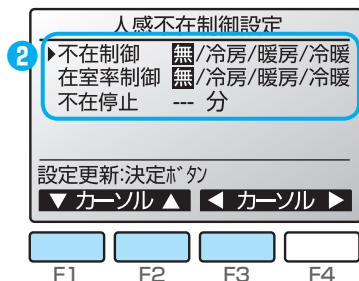 人感不在制御設定
2
▶不在制御 無/冷房/暖房/冷暖
在室率制御 無/冷房/暖房/冷暖
不在停止 --- 分
設定更新:決定ﾎﾞﾀﾝ
▼ カーソル ▲ ◀ カーソル ▶
F1 F2 F3 F4